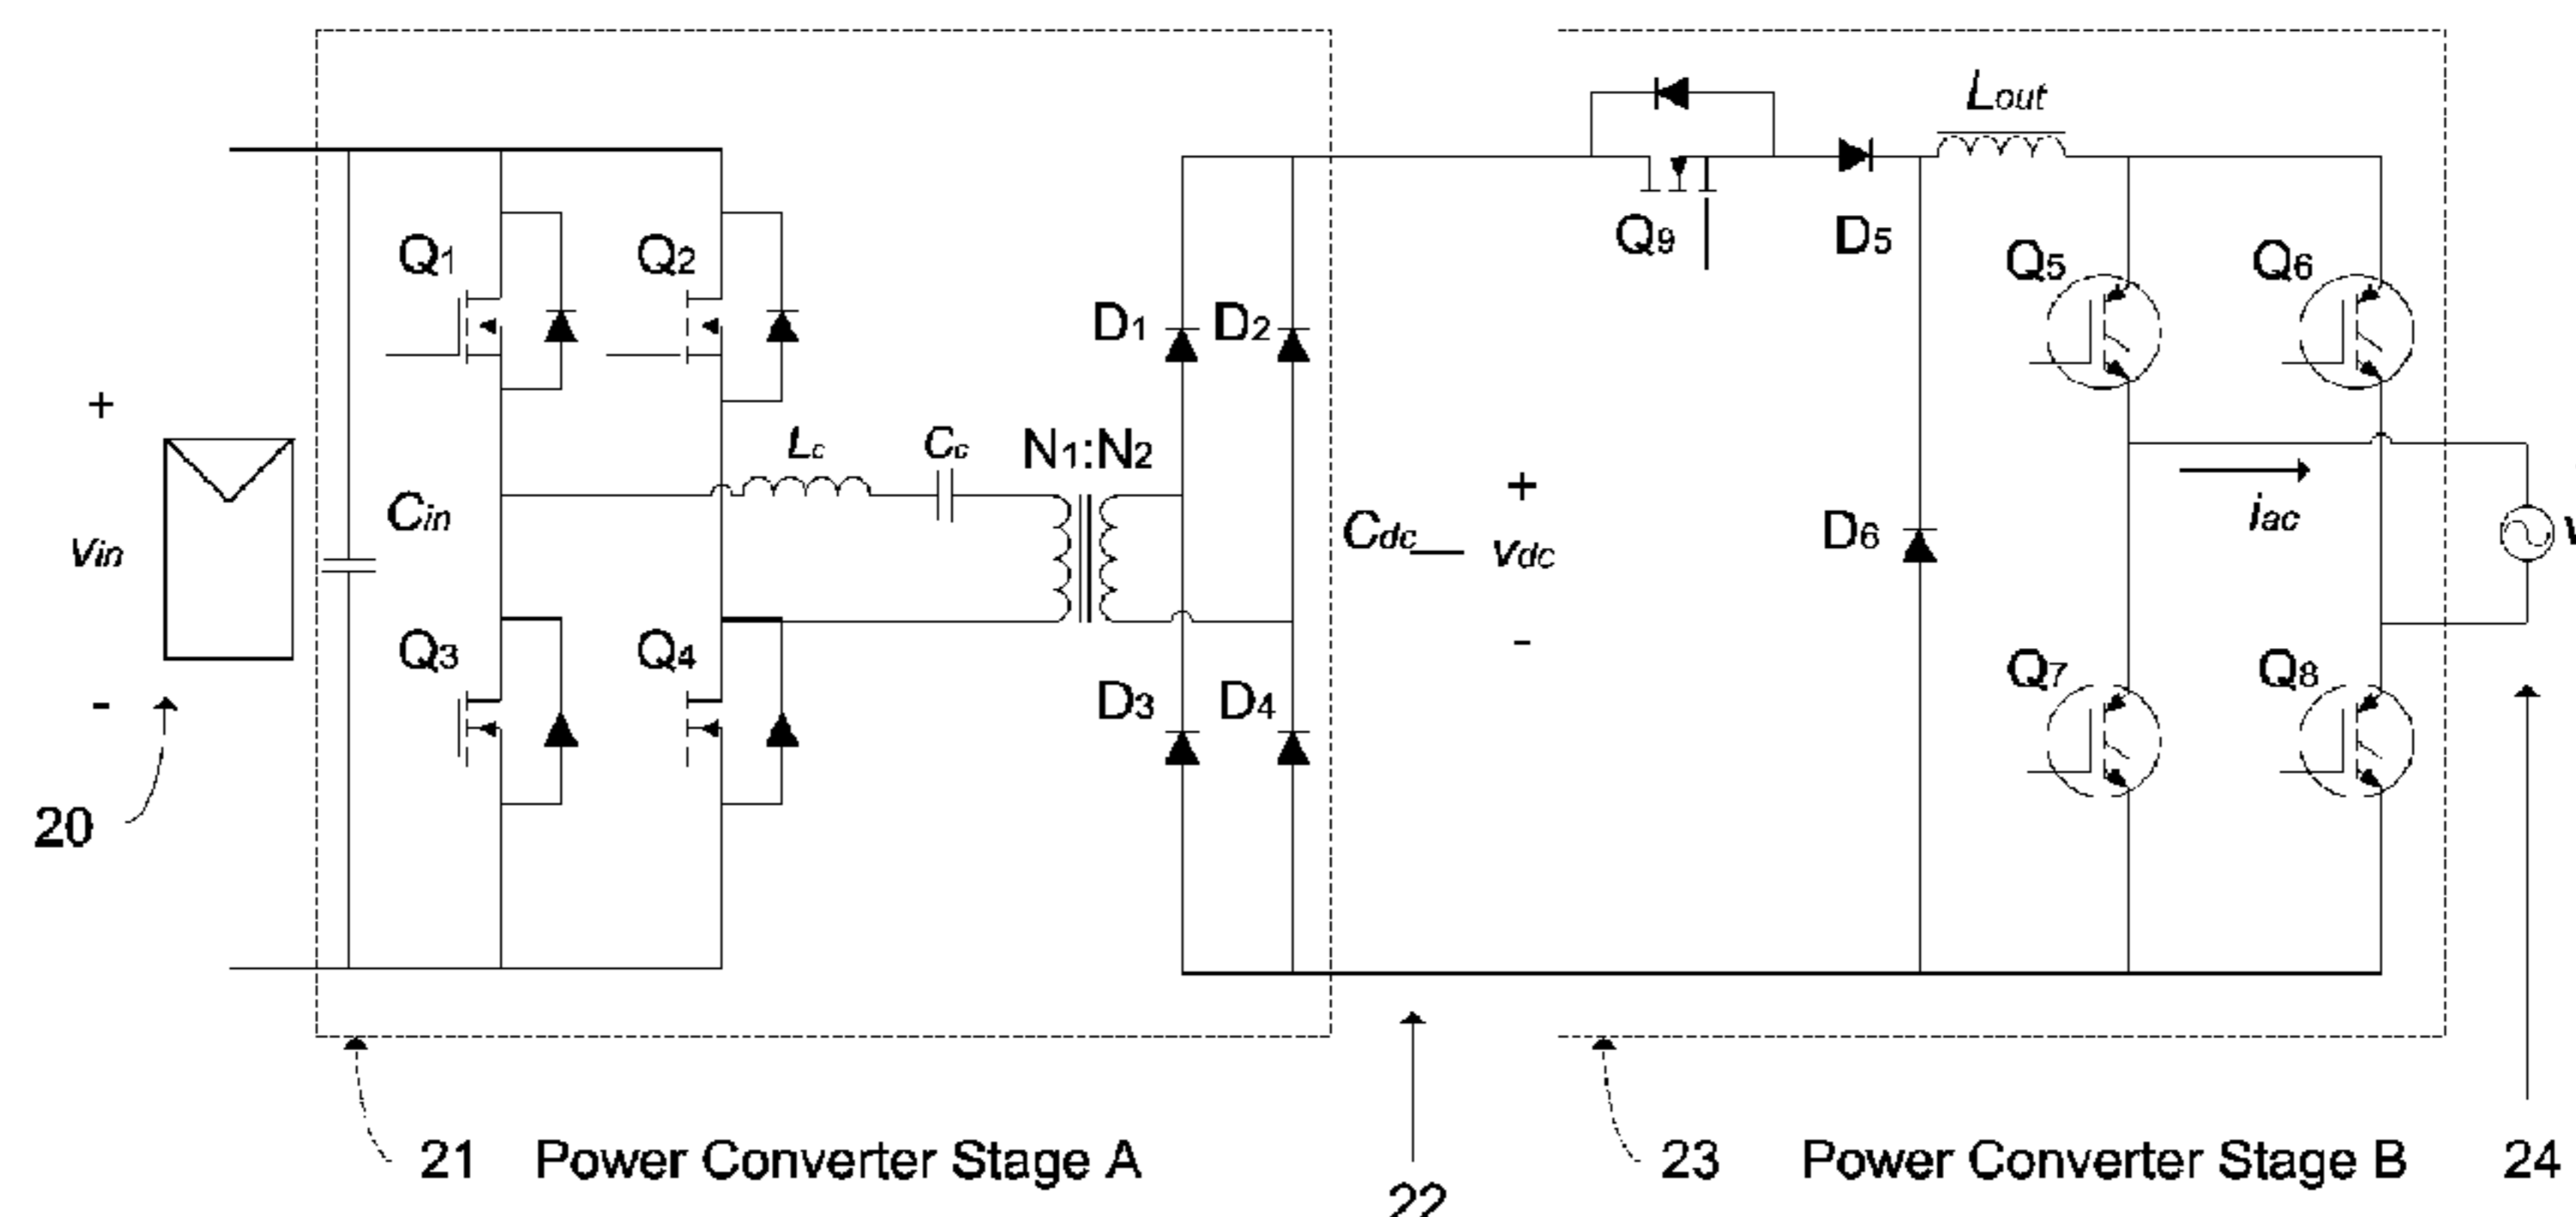 Lout
Q1
Q2
Q9
D5
Q5
Q6
D1
D2
+
Lc
Cc
N1:N2
Cin
vin
Cdc
+
vdc
-
D6
iac
v
Q3
Q4
Q7
Q8
D3
D4
-
20
21 Power Converter Stage A
22
23 Power Converter Stage B
24